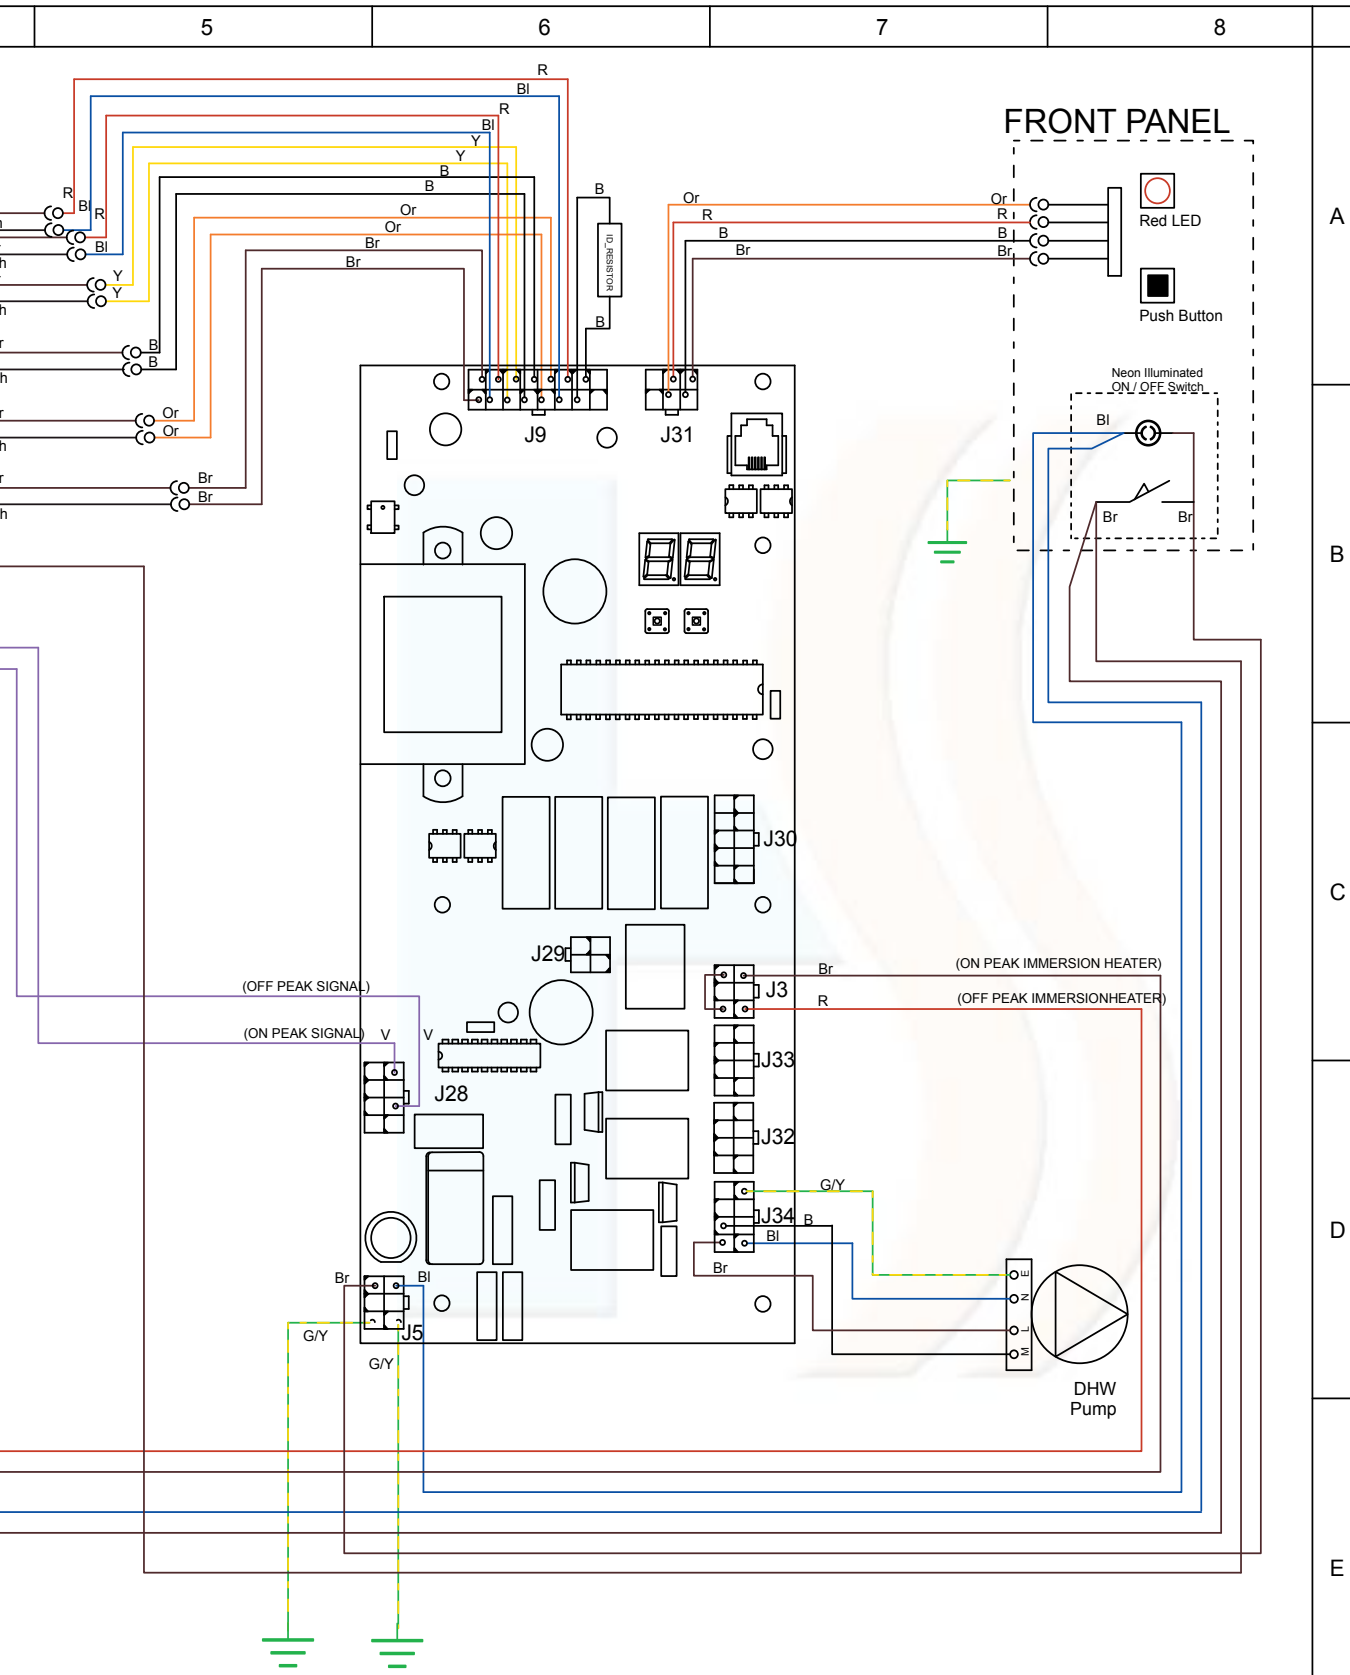 5 6 7 8
R
Bl
R
Bl
Y
Y
B
B
Or
Or
Br
Br
FRONT PANEL
A
R
Bl
R
Bl
Y
Y
B
B
Or
Or
Br
Br
h
h
h
r
h
r
h
r
h
B
ID_RESISTOR
B
Or
R
B
Br
Or
R
B
Br
Red LED
Push Button
Neon Illuminated
ON / OFF Switch
Bl
Br
Br
J9
J31
B
J30
C
J29
(OFF PEAK SIGNAL)
(ON PEAK SIGNAL)
V
V
J28
Br
(ON PEAK IMMERSION HEATER)
J3
R
(OFF PEAK IMMERSIONHEATER)
J33
J32
G/Y
J34
B
Bl
Br
D
E
N
L
M
DHW
Pump
Br
Bl
J5
G/Y
G/Y
E